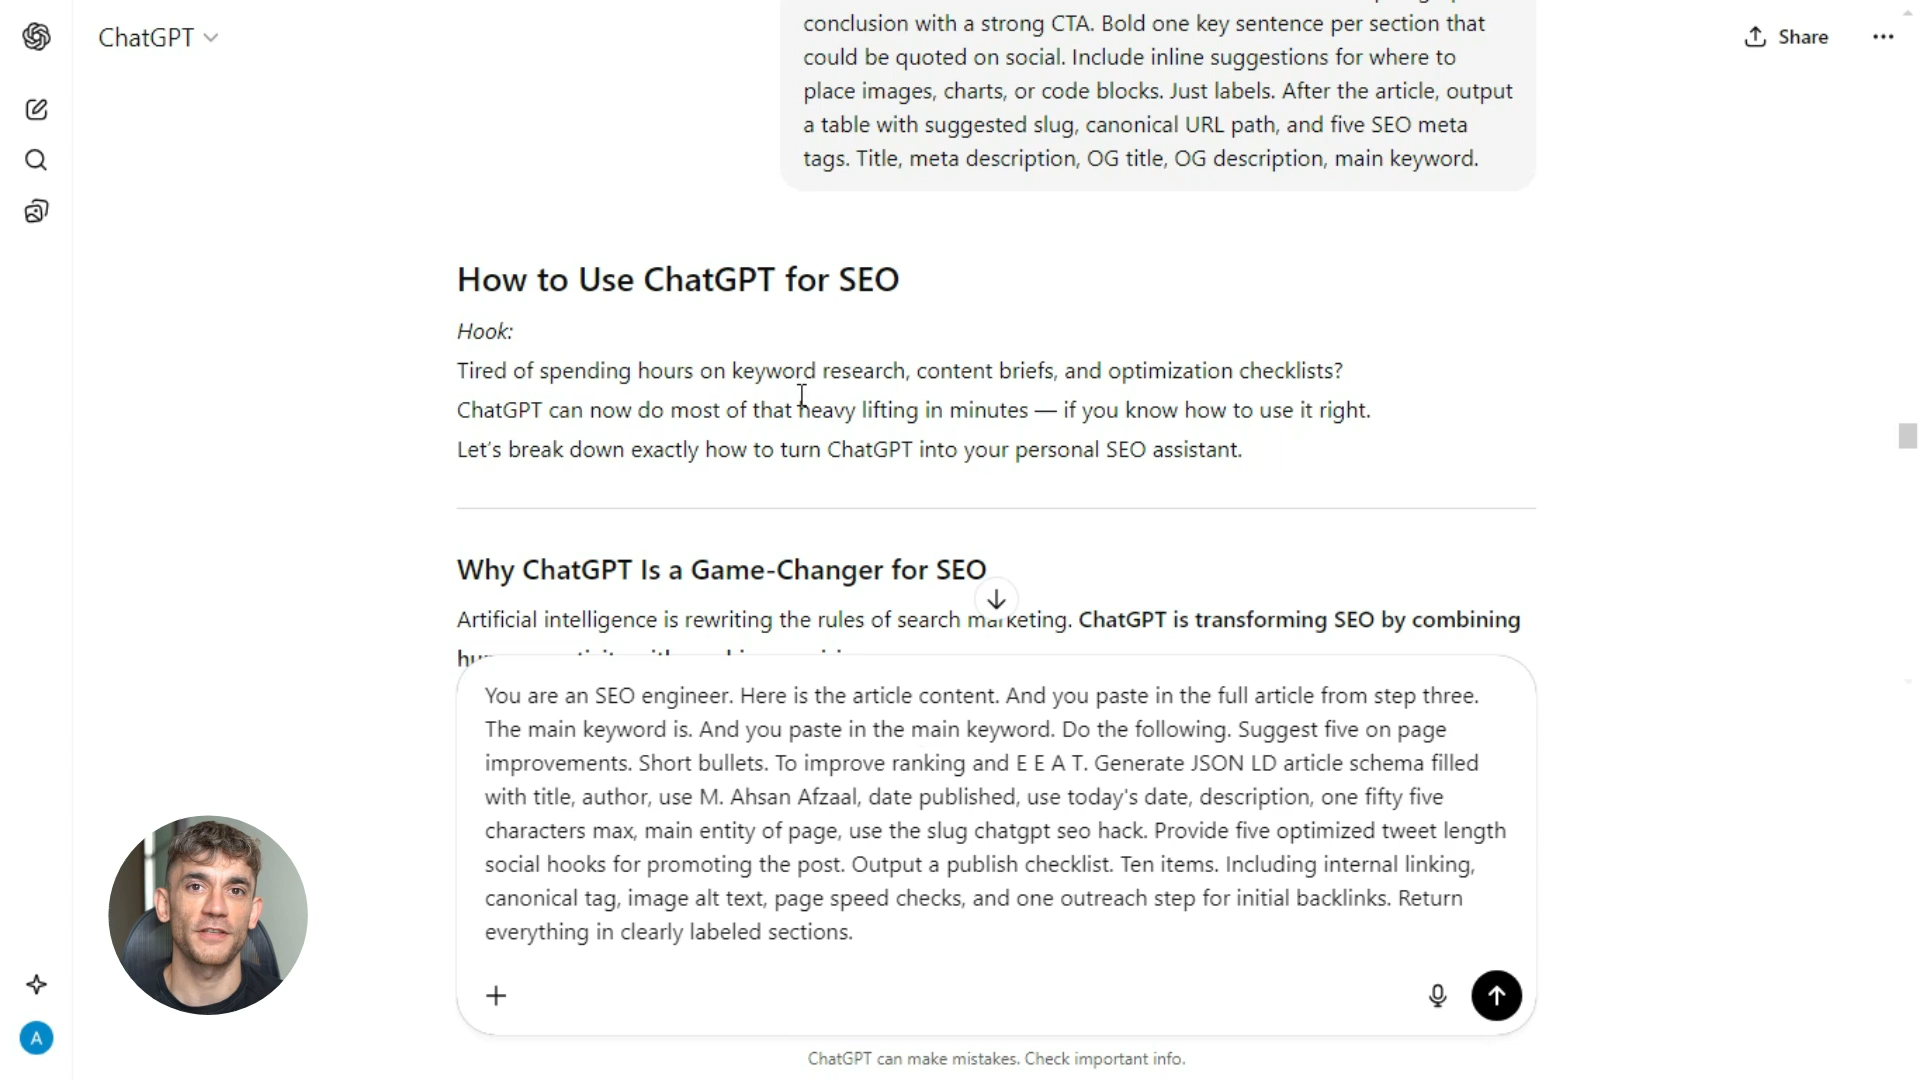 ChatGPT
conclusion with a strong CTA. Bold one key sentence per section that
could be quoted on social. Include inline suggestions for where to
place images, charts, or code blocks. Just labels. After the article, output
a table with suggested slug, canonical URL path, and five SEO meta
tags. Title, meta description, OG title, OG description, main keyword.
Share
How to Use ChatGPT for SEO
Hook:
Tired of spending hours on keyword research, content briefs, and optimization checklists?
ChatGPT can now do most of that heavy lifting in minutes — if you know how to use it right.
Let's break down exactly how to turn ChatGPT into your personal SEO assistant.
Why ChatGPT Is a Game-Changer for SEO
Artificial intelligence is rewriting the rules of search marketing. ChatGPT is transforming SEO by combining
You are an SEO engineer. Here is the article content. And you paste in the full article from step three.
The main keyword is. And you paste in the main keyword. Do the following. Suggest five on page
improvements. Short bullets. To improve ranking and E E A T. Generate JSON LD article schema filled
with title, author, use M. Ahsan Afzaal, date published, use today's date, description, one fifty five
characters max, main entity of page, use the slug chatgpt seo hack. Provide five optimized tweet length
social hooks for promoting the post. Output a publish checklist. Ten items. Including internal linking,
canonical tag, image alt text, page speed checks, and one outreach step for initial backlinks. Return
everything in clearly labeled sections.
A
ChatGPT can make mistakes. Check important info.